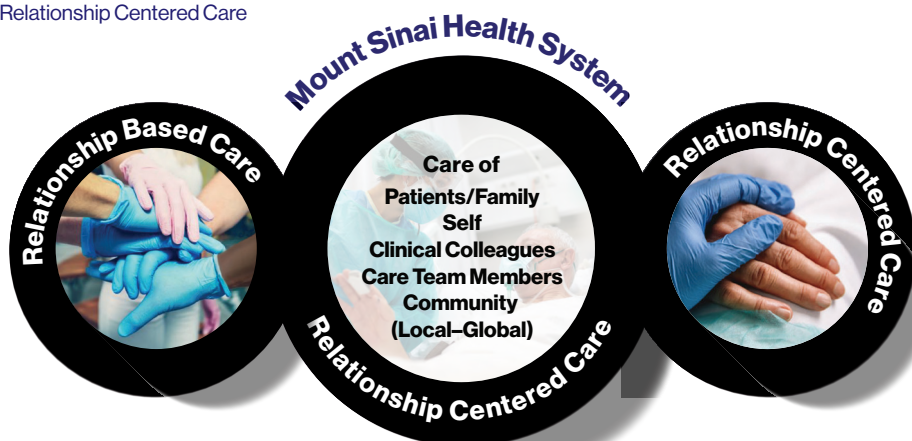 Relationship Centered Care
Mount Sinai Health System
Relationship Based Care
Care of
Patients/Family
Self
Clinical Colleagues
Care Team Members
Community
(Local–Global)
Relationship Centered Care
Relationship Centered Care